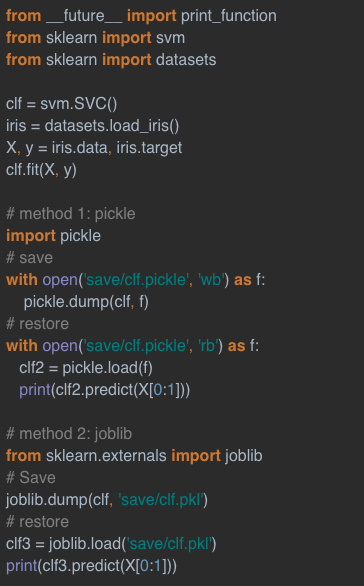 from __future__ import print_function
from sklearn import svm
from sklearn import datasets

clf = svm.SVC()
iris = datasets.load_iris()
X, y = iris.data, iris.target
clf.fit(X, y)

# method 1: pickle
import pickle
# save
with open('save/clf.pickle', 'wb') as f:
    pickle.dump(clf, f)
# restore
with open('save/clf.pickle', 'rb') as f:
   clf2 = pickle.load(f)
   print(clf2.predict(X[0:1]))

# method 2: joblib
from sklearn.externals import joblib
# Save
joblib.dump(clf, 'save/clf.pkl')
# restore
clf3 = joblib.load('save/clf.pkl')
print(clf3.predict(X[0:1]))